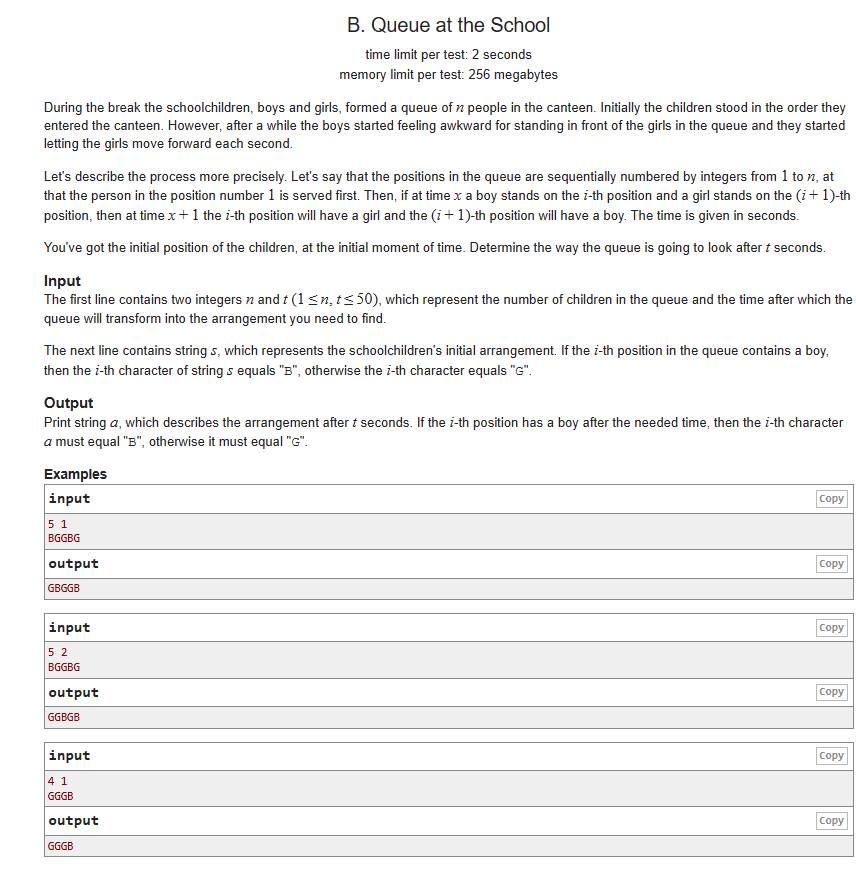 B. Queue at the School
time limit per test: 2 seconds
memory limit per test: 256 megabytes
During the break the schoolchildren, boys and girls, formed a queue of n people in the canteen. Initially the children stood in the order they
entered the canteen. However, after a while the boys started feeling awkward for standing in front of the girls in the queue and they started
letting the girls move forward each second.
Let's describe the process more precisely. Let's say that the positions in the queue are sequentially numbered by integers from 1 to n, at
that the person in the position number 1 is served first. Then, if at time x a boy stands on the i-th position and a girl stands on the (i + 1)-th
position, then at time x + 1 the i-th position will have a girl and the (i + 1)-th position will have a boy. The time is given in seconds.
You've got the initial position of the children, at the initial moment of time. Determine the way the queue is going to look after t seconds.
Input
The first line contains two integers n and t (1 ≤ n, t ≤ 50), which represent the number of children in the queue and the time after which the
queue will transform into the arrangement you need to find.
The next line contains string s, which represents the schoolchildren's initial arrangement. If the i-th position in the queue contains a boy,
then the i-th character of string s equals "B", otherwise the i-th character equals "G".
Output
Print string a, which describes the arrangement after t seconds. If the i-th position has a boy after the needed time, then the i-th character
a must equal "B", otherwise it must equal "G".
Examples
input Copy
5 1
BGGBG
output Copy
GBGGB
input Copy
5 2
BGGBG
output Copy
GGBGB
input Copy
4 1
GGGB
output Copy
GGGB